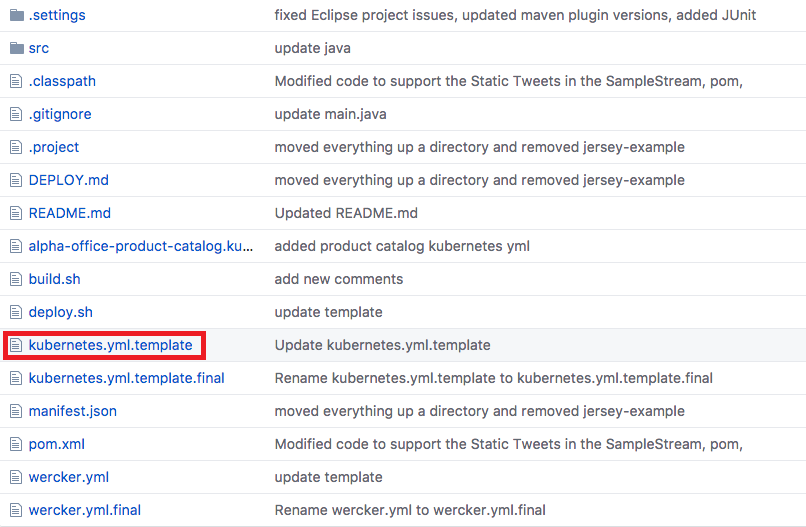 .settings fixed Eclipse project issues, updated maven plugin versions, added JUnit
src update java
.classpath Modified code to support the Static Tweets in the SampleStream, pom,
.gitignore update main.java
.project moved everything up a directory and removed jersey-example
DEPLOY.md moved everything up a directory and removed jersey-example
README.md Updated README.md
alpha-office-product-catalog.ku... added product catalog kubernetes yml
build.sh add new comments
deploy.sh update template
kubernetes.yml.template Update kubernetes.yml.template
kubernetes.yml.template.final Rename kubernetes.yml.template to kubernetes.yml.template.final
manifest.json moved everything up a directory and removed jersey-example
pom.xml Modified code to support the Static Tweets in the SampleStream, pom,
wercker.yml update template
wercker.yml.final Rename wercker.yml to wercker.yml.final